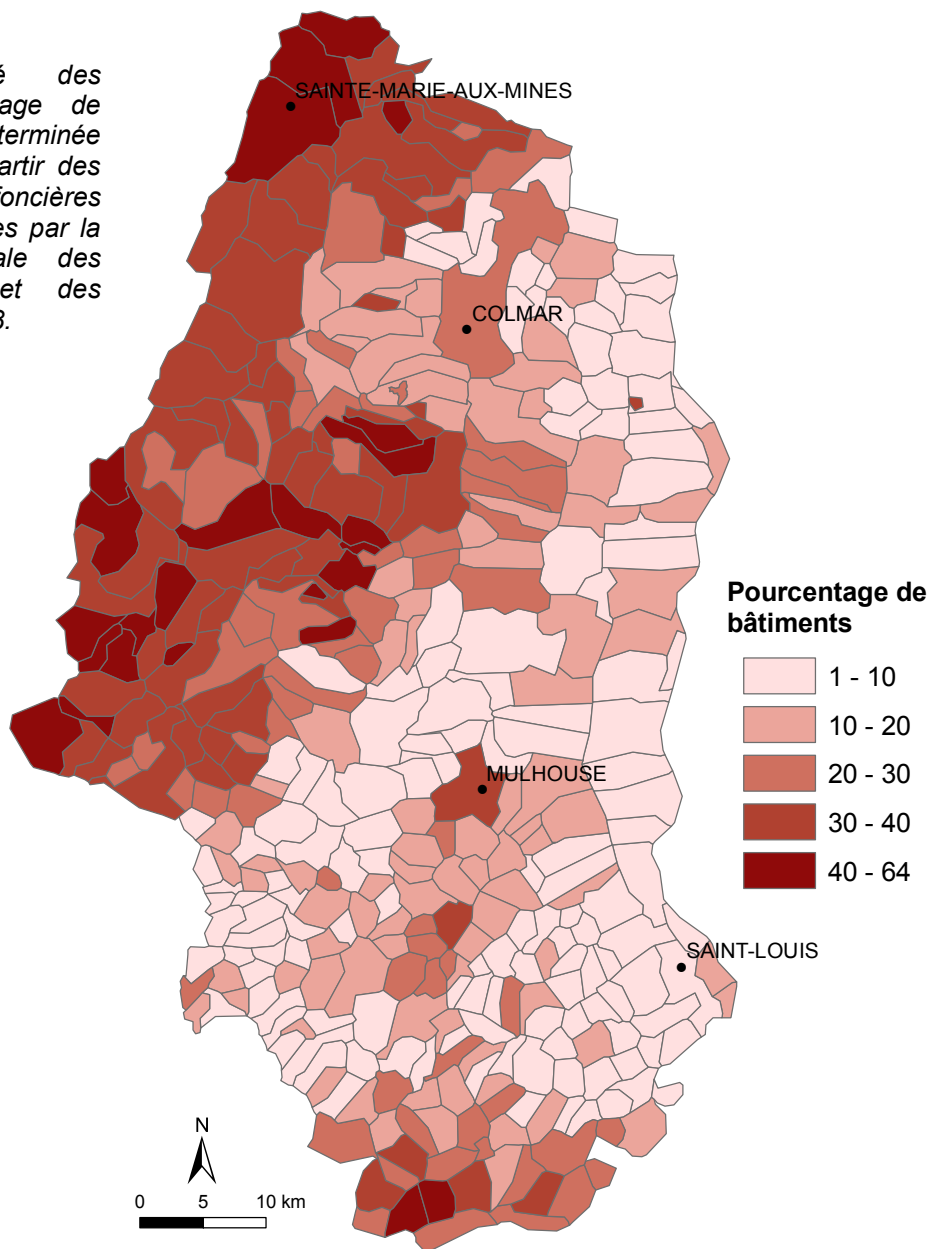 des
age de
terminée
artir des
foncières
es par la
ale des
et des
3.
SAINTE-MARIE-AUX-MINES
COLMAR
MULHOUSE
SAINT-LOUIS
Pourcentage de
bâtiments
1 - 10
10 - 20
20 - 30
30 - 40
40 - 64
N
0 5 10 km